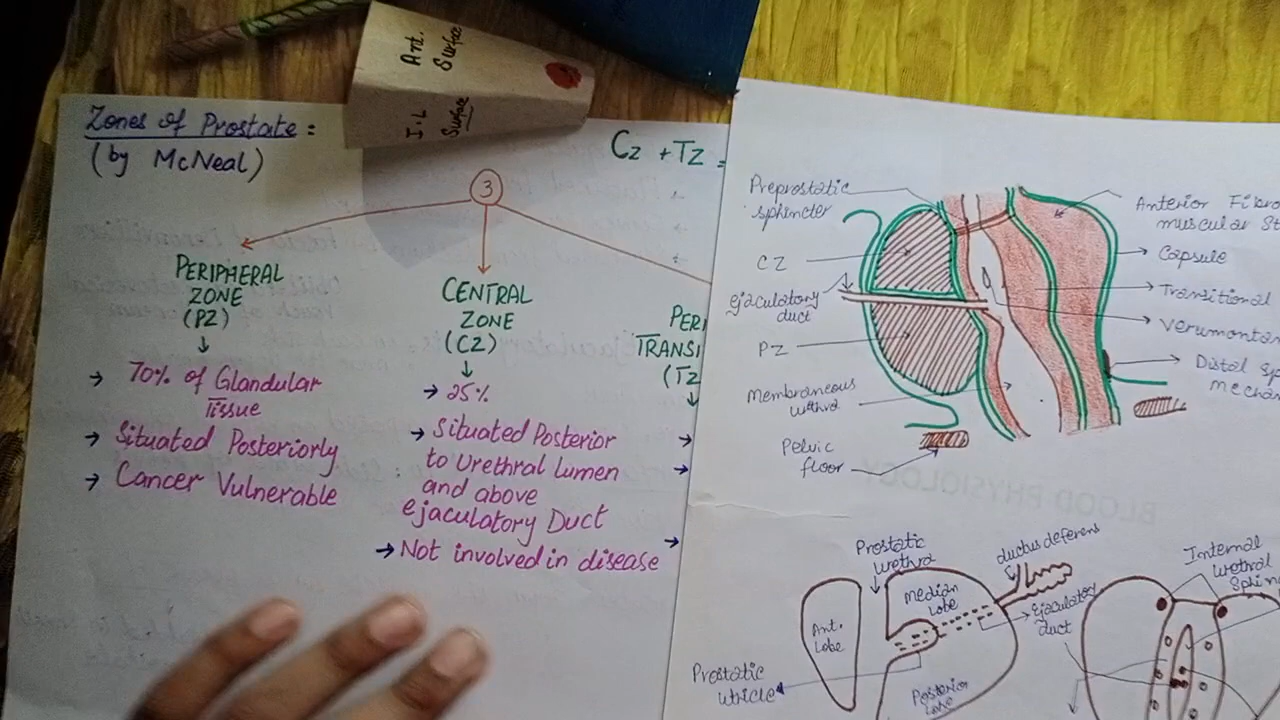 Ant.
Surface
I.L
Surface
Zones of Prostate :
(by McNeal)
3
Cz + Tz =
PERIPHERAL
ZONE
(PZ)
→ 70% of Glandular
Tissue
→ Situated Posteriorly
→ Cancer Vulnerable
CENTRAL
ZONE
(CZ)
→ 25%
→ Situated Posterior
to Urethral lumen
and above
ejaculatory Duct
→ Not involved in disease
PERI
TRANSI
(TZ
Preprostatic
sphincter
CZ
ejaculatory
duct
PZ
Membraneous
urthra
Pelvic
floor
Anterior Fibro
muscular St
Capsule
Transitional
Verumontan
Distal Sp
mecha
BLOOD PHYSIOLOGY
Prostatic
urethra
ductus deferens
Median
lobe
Ant.
Lobe
Ejaculatory
duct
Prostatic
utricle
Posterior
lobe
Internal
urethral
Sphin